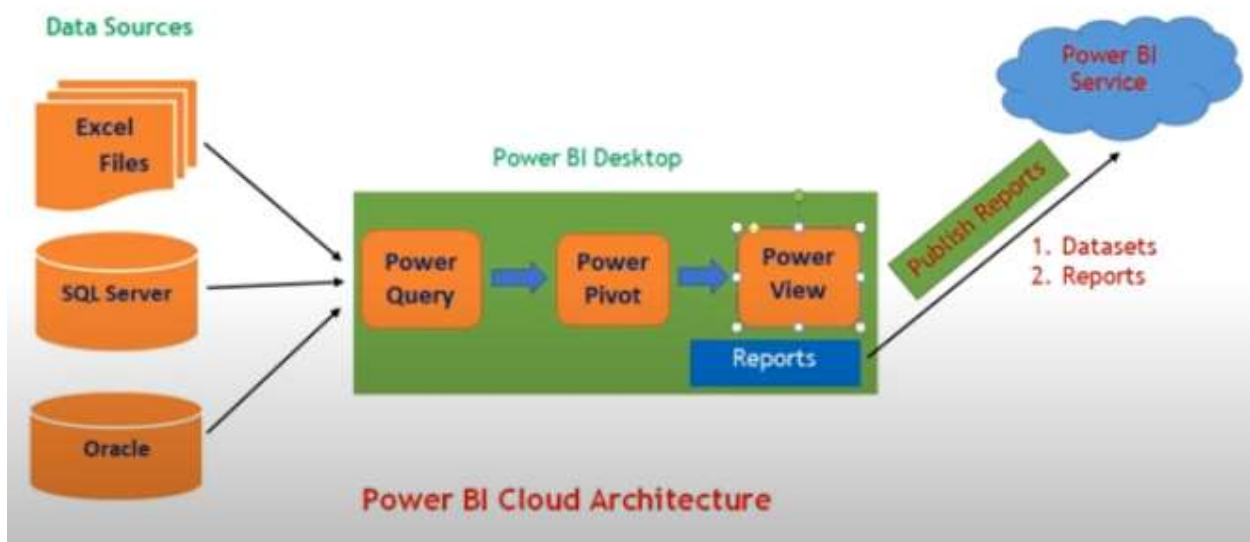 Data Sources
Excel
Files
SQL Server
Oracle
Power BI Desktop
Power
Query
Power
Pivot
Power
View
Reports
Publish Reports
1. Datasets
2. Reports
Power BI
Service
Power BI Cloud Architecture